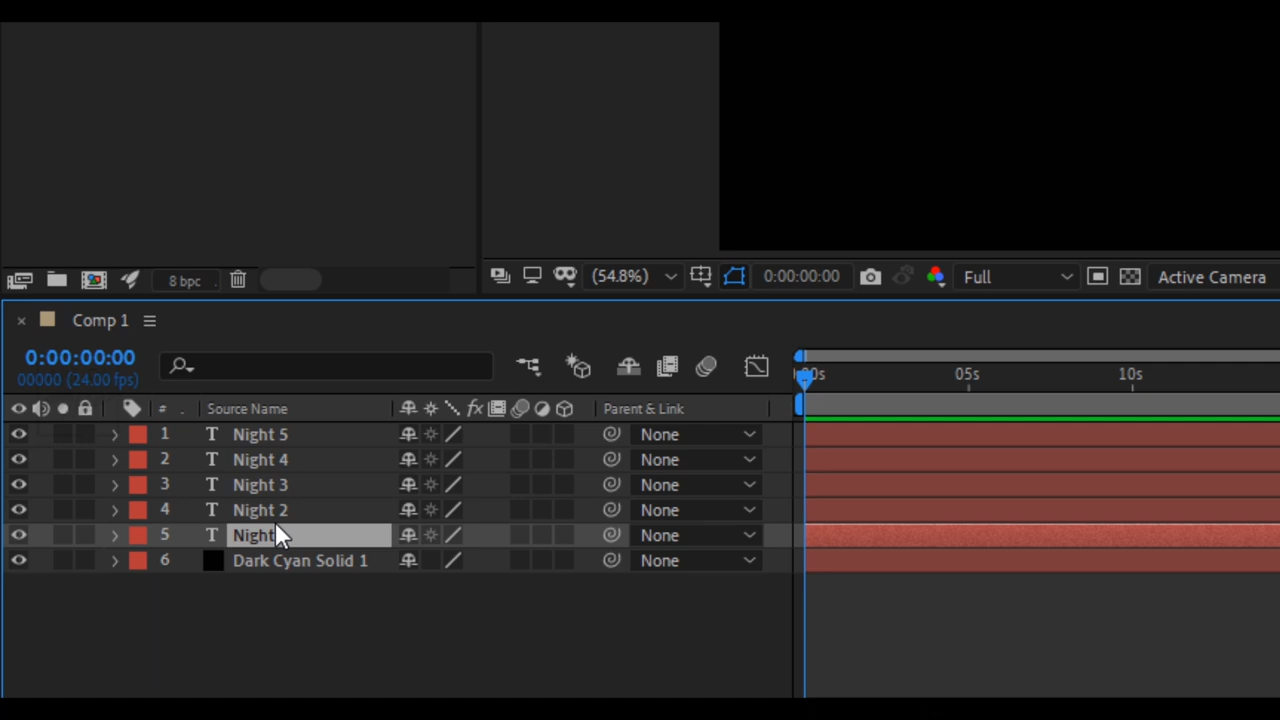 8 bpc
(54.8%) 0:00:00:00 Full Active Camera
Comp 1
0:00:00:00
00000 (24.00 fps)
05s 10s
# . Source Name fx Parent & Link
1 T Night 5 None
2 T Night 4 None
3 T Night 3 None
4 T Night 2 None
5 T Night None
6 Dark Cyan Solid 1 None